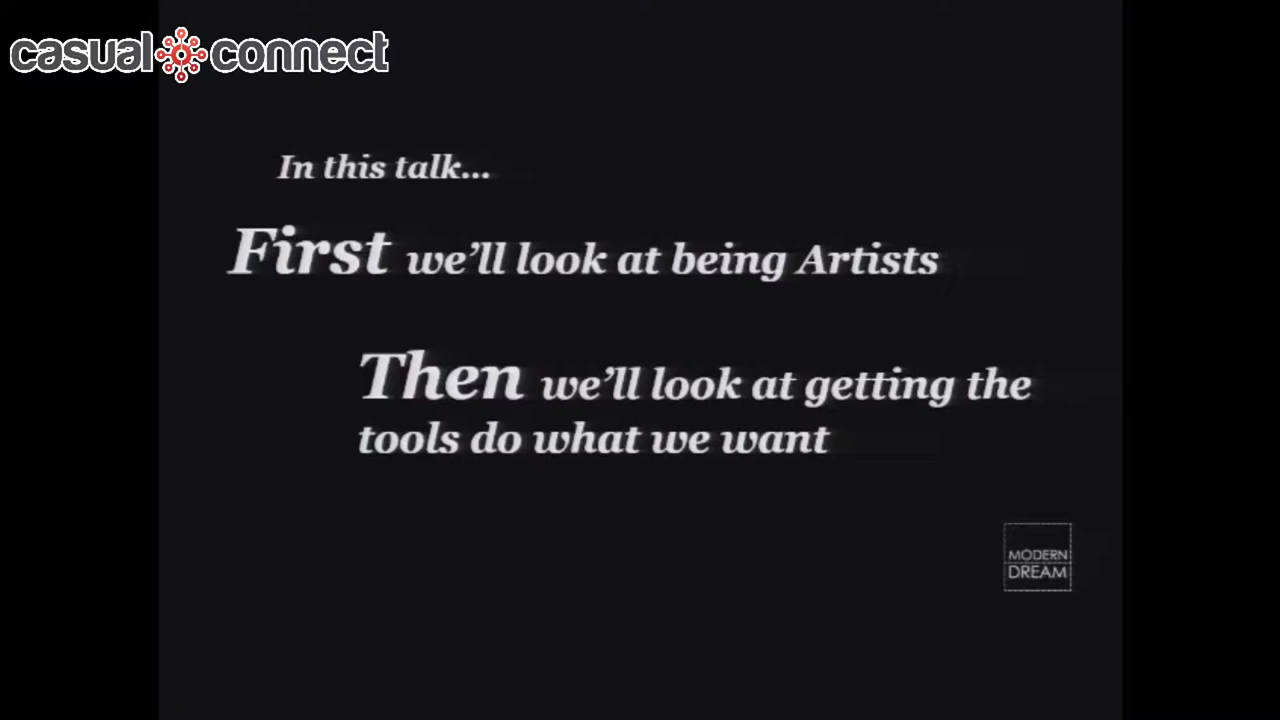 casual connect
In this talk...
First we'll look at being Artists
Then we'll look at getting the
tools do what we want
MODERN
DREAM